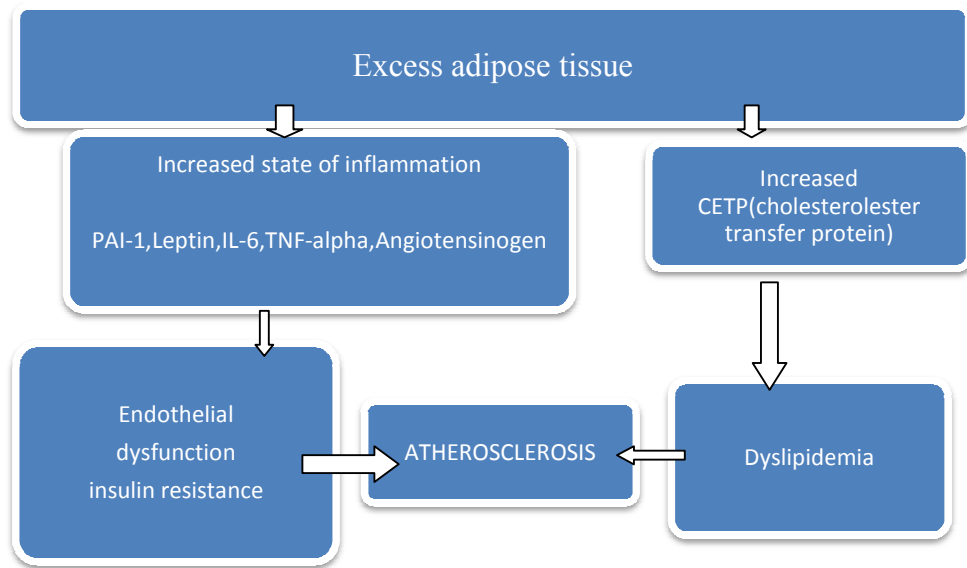 Excess adipose tissue
Increased state of inflammation
PAI-1,Leptin,IL-6,TNF-alpha,Angiotensinogen
Increased
CETP(cholesterolester
transfer protein)
Endothelial
dysfunction
insulin resistance
ATHEROSCLEROSIS
Dyslipidemia